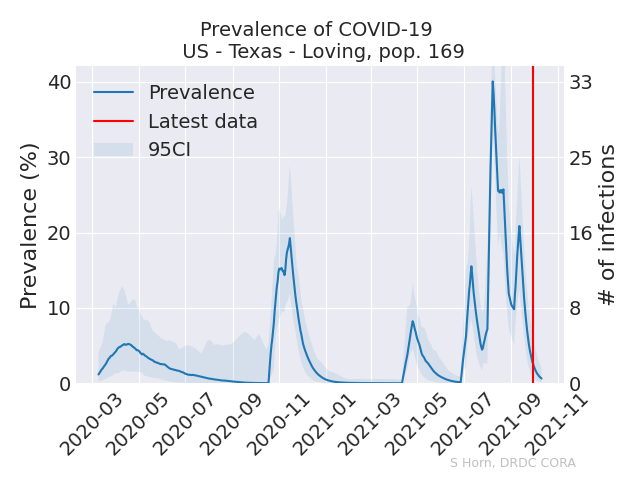 Prevalence of COVID-19
US - Texas - Loving, pop. 169
Prevalence
Latest data
95CI
Prevalence (%)
40
30
20
10
0
33
25
16
8
0
# of infections
2020-03
2020-05
2020-07
2020-09
2020-11
2021-01
2021-03
2021-05
2021-07
2021-09
2021-11
S Horn, DRDC CORA